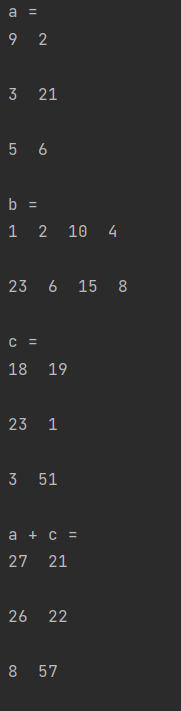 a =
9  2
3  21
5  6
b =
1  2  10  4
23  6  15  8
c =
18  19
23  1
3  51
a + c =
27  21
26  22
8  57